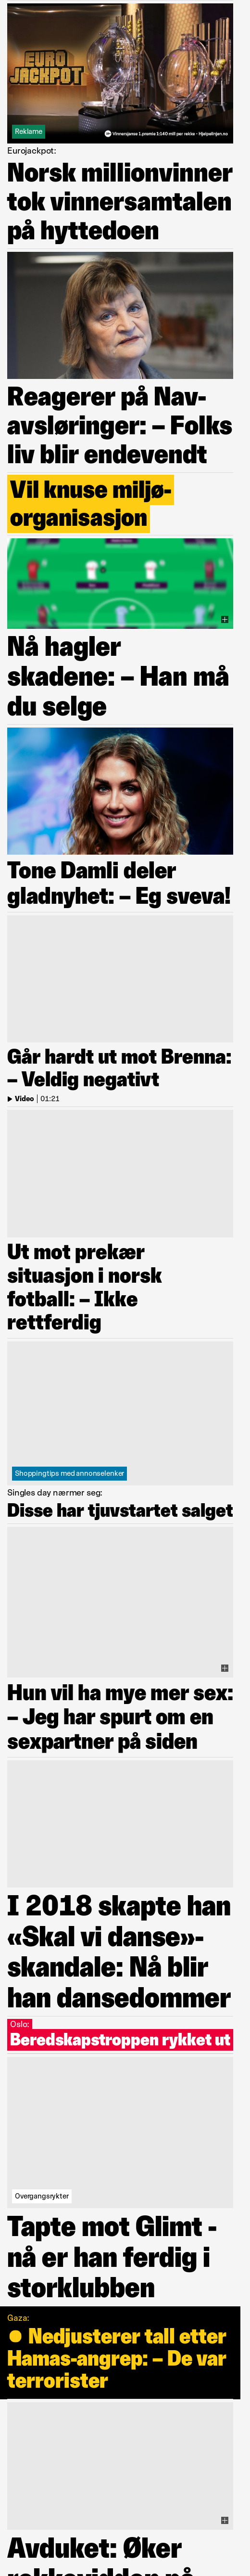 EURO
JACKPOT
Reklame
Vinnersjanse 1.premie 1:140 mill per rekke - Hjelpelinjen.no
Eurojackpot:
Norsk millionvinner
tok vinnersamtalen
på hyttedoen
Reagerer på Nav-
avsløringer: – Folks
liv blir endevendt
Vil knuse miljø-
organisasjon
Nå hagler
skadene: – Han må
du selge
Tone Damli deler
gladnyhet: – Eg sveva!
Går hardt ut mot Brenna:
– Veldig negativt
Video | 01:21
Ut mot prekær
situasjon i norsk
fotball: – Ikke
rettferdig
Shoppingtips med annonselenker
Singles day nærmer seg:
Disse har tjuvstartet salget
Hun vil ha mye mer sex:
– Jeg har spurt om en
sexpartner på siden
I 2018 skapte han
«Skal vi danse»-
skandale: Nå blir
han dansedommer
Oslo:
Beredskapstroppen rykket ut
Overgangsrykter
Tapte mot Glimt -
nå er han ferdig i
storklubben
Gaza:
Nedjusterer tall etter
Hamas-angrep: – De var
terrorister
Avduket: Øker